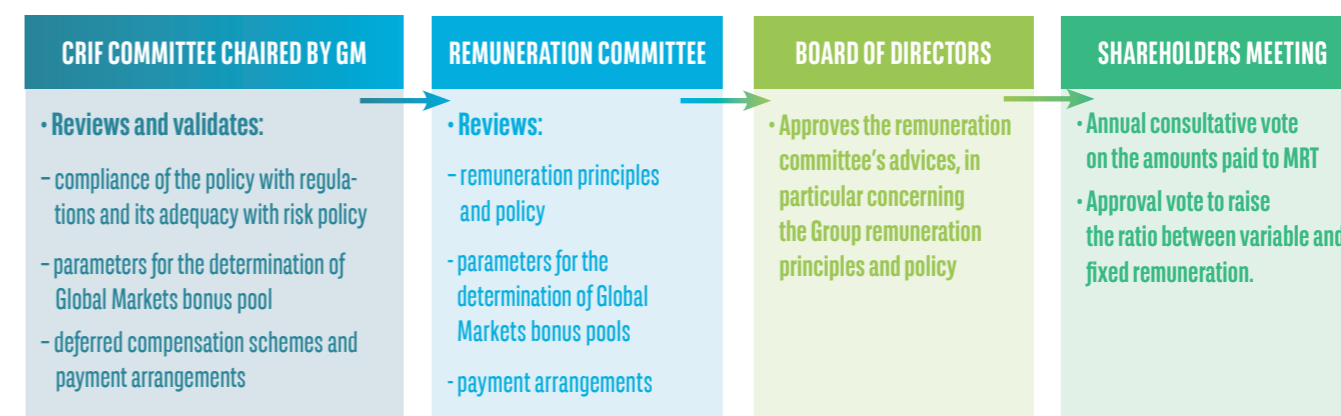 CRIF COMMITTEE CHAIRED BY GM
• Reviews and validates:
– compliance of the policy with regula-
tions and its adequacy with risk policy
– parameters for the determination of
Global Markets bonus pool
– deferred compensation schemes and
payment arrangements
REMUNERATION COMMITTEE
• Reviews:
– remuneration principles
and policy
- parameters for the
determination of Global
Markets bonus pools
- payment arrangements
BOARD OF DIRECTORS
• Approves the remuneration
committee's advices, in
particular concerning
the Group remuneration
principles and policy
SHAREHOLDERS MEETING
• Annual consultative vote
on the amounts paid to MRT
• Approval vote to raise
the ratio between variable and
fixed remuneration.